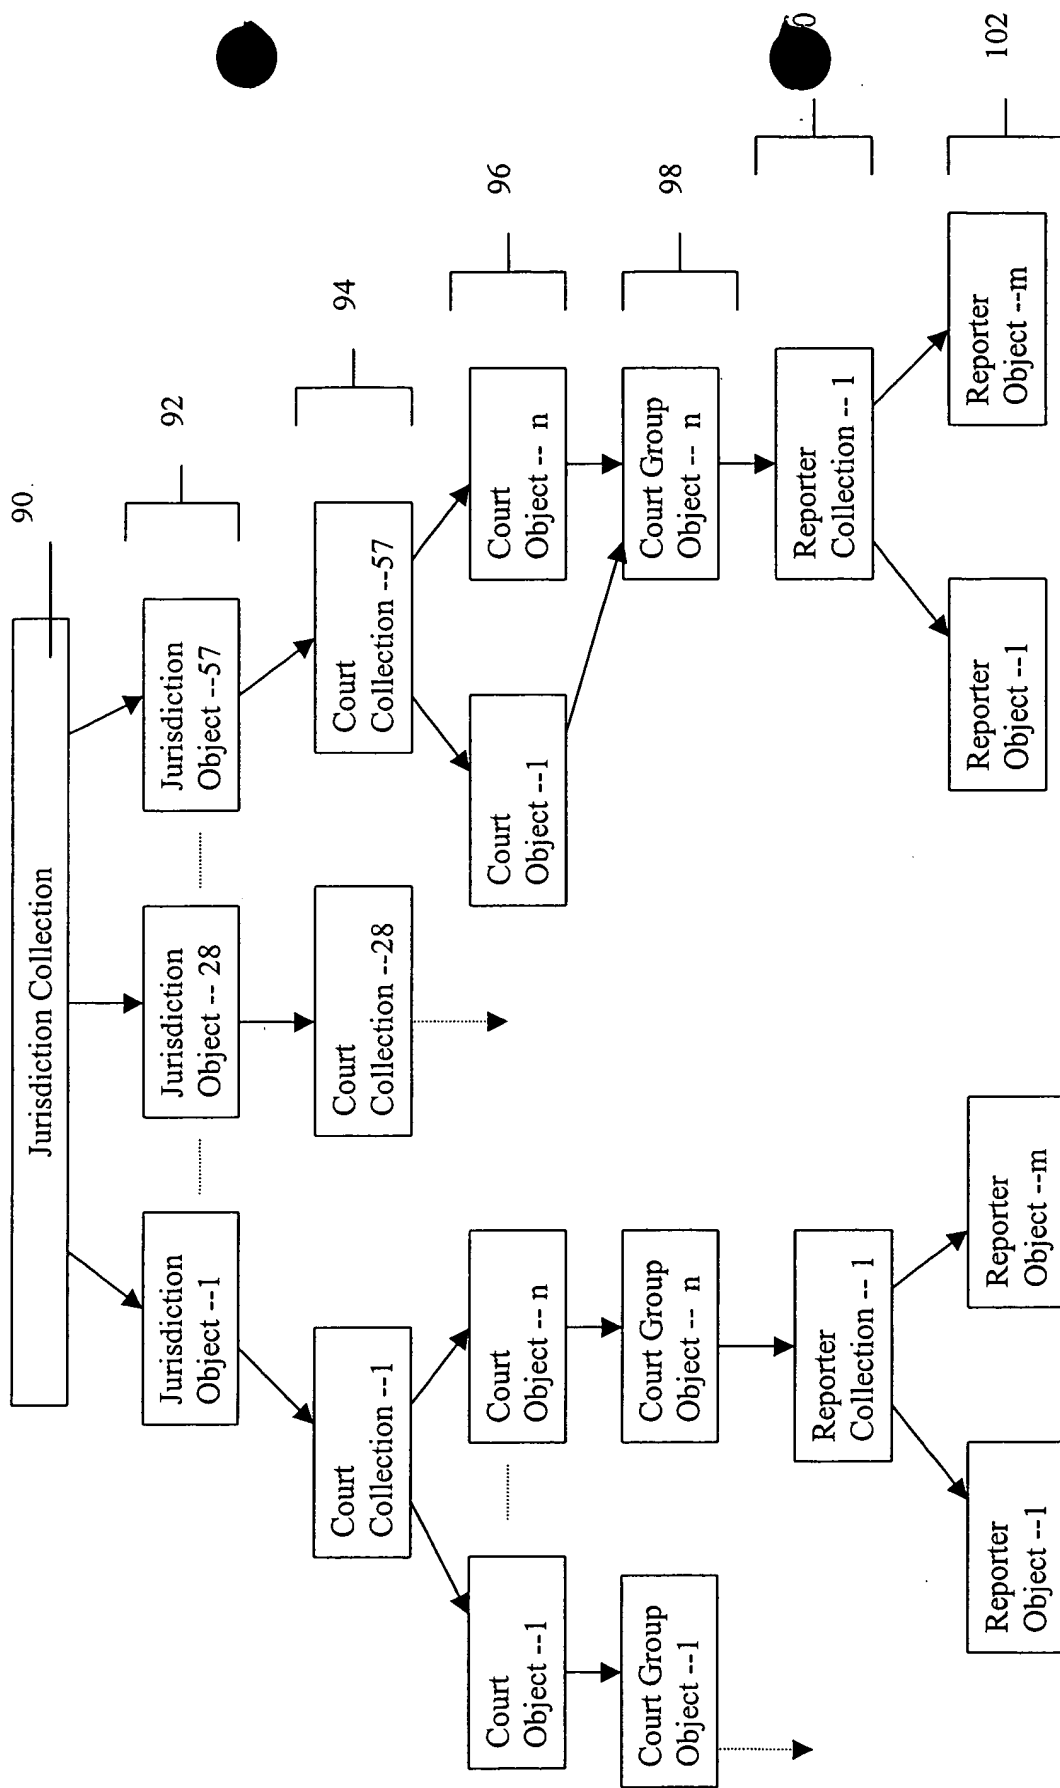 Jurisdiction Collection
90
Jurisdiction
Object --1
Jurisdiction
Object -- 28
Jurisdiction
Object --57
92
Court
Collection --1
Court
Collection --28
Court
Collection --57
94
Court
Object --1
Court
Object -- n
Court
Object --1
Court
Object -- n
96
Court Group
Object --1
Court Group
Object -- n
Court Group
Object -- n
98
Reporter
Collection -- 1
Reporter
Collection -- 1
Reporter
Object --1
Reporter
Object --m
Reporter
Object --1
Reporter
Object --m
102